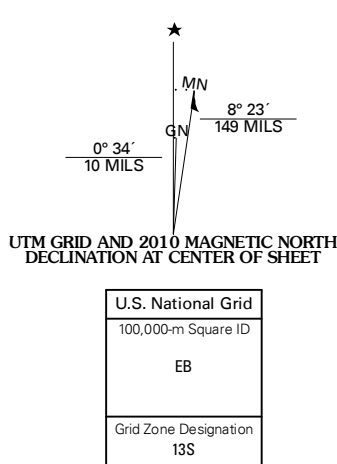 ★
MN
8° 23´
149 MILS
GN
0° 34´
10 MILS
UTM GRID AND 2010 MAGNETIC NORTH
DECLINATION AT CENTER OF SHEET
U.S. National Grid
100,000-m Square ID
EB
Grid Zone Designation
13S